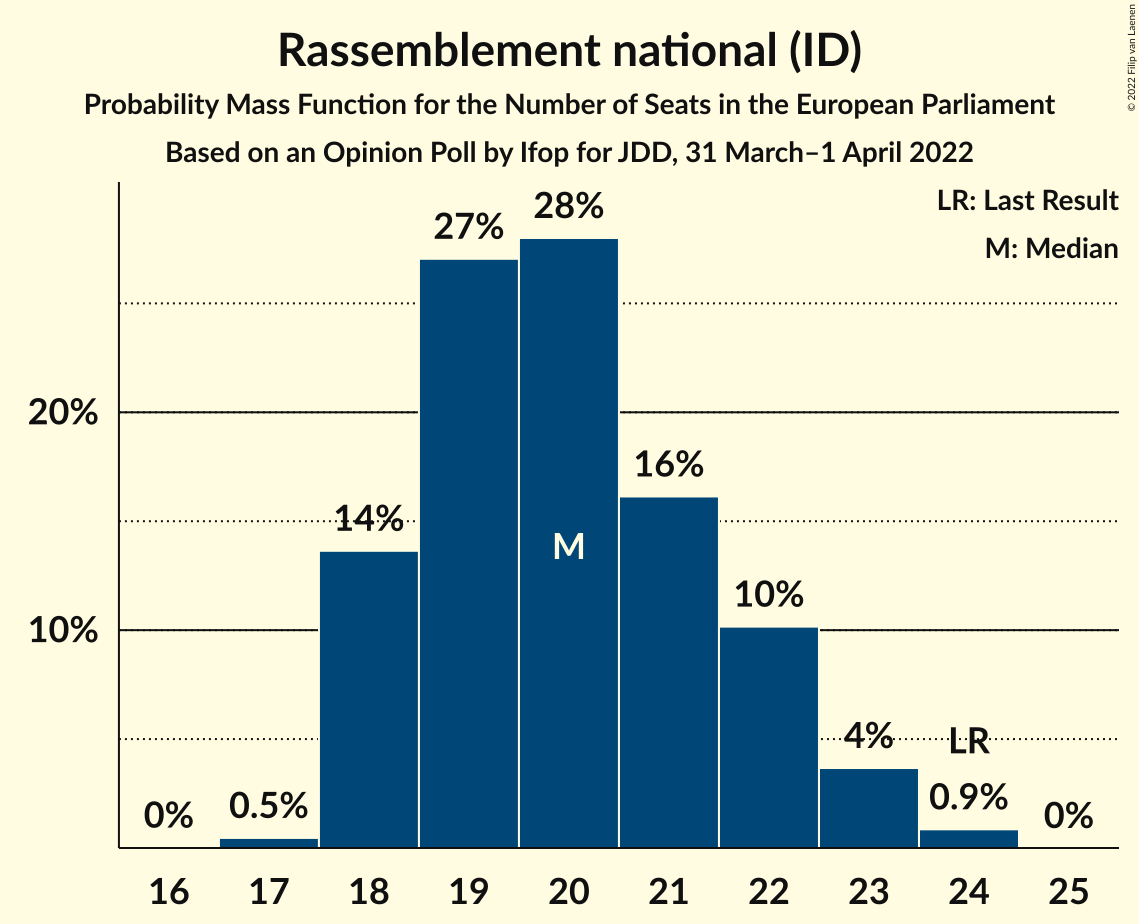 Rassemblement national (ID)
Probability Mass Function for the Number of Seats in the European Parliament
Based on an Opinion Poll by Ifop for JDD, 31 March–1 April 2022
© 2022 Filip van Laenen
LR: Last Result
M: Median
20%
10%
0%
0.5%
14%
27%
28%
M
16%
10%
4%
LR
0.9%
0%
16 17 18 19 20 21 22 23 24 25